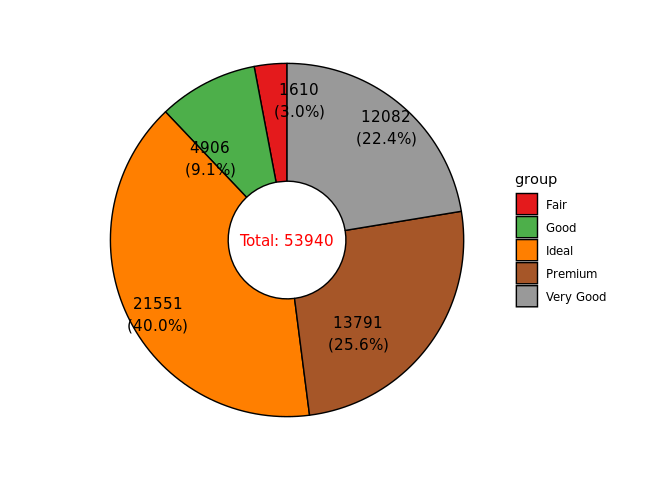 1610
(3.0%)
12082
(22.4%)
4906
(9.1%)
Total: 53940
21551
(40.0%)
13791
(25.6%)
group
Fair
Good
Ideal
Premium
Very Good